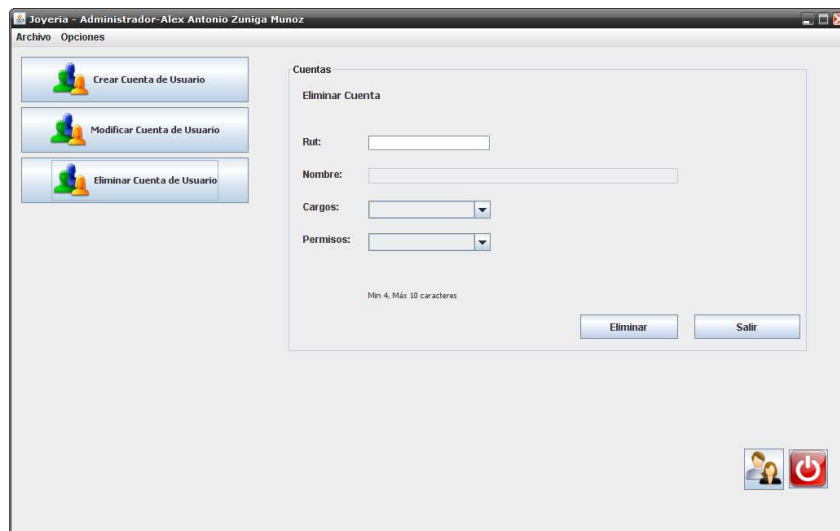 Joyeria - Administrador-Alex Antonio Zuniga Munoz
Archivo Opciones
Crear Cuenta de Usuario
Modificar Cuenta de Usuario
Eliminar Cuenta de Usuario
Cuentas
Eliminar Cuenta
Rut:
Nombre:
Cargos:
Permisos:
Min 4, Máx 10 caracteres
Eliminar Salir